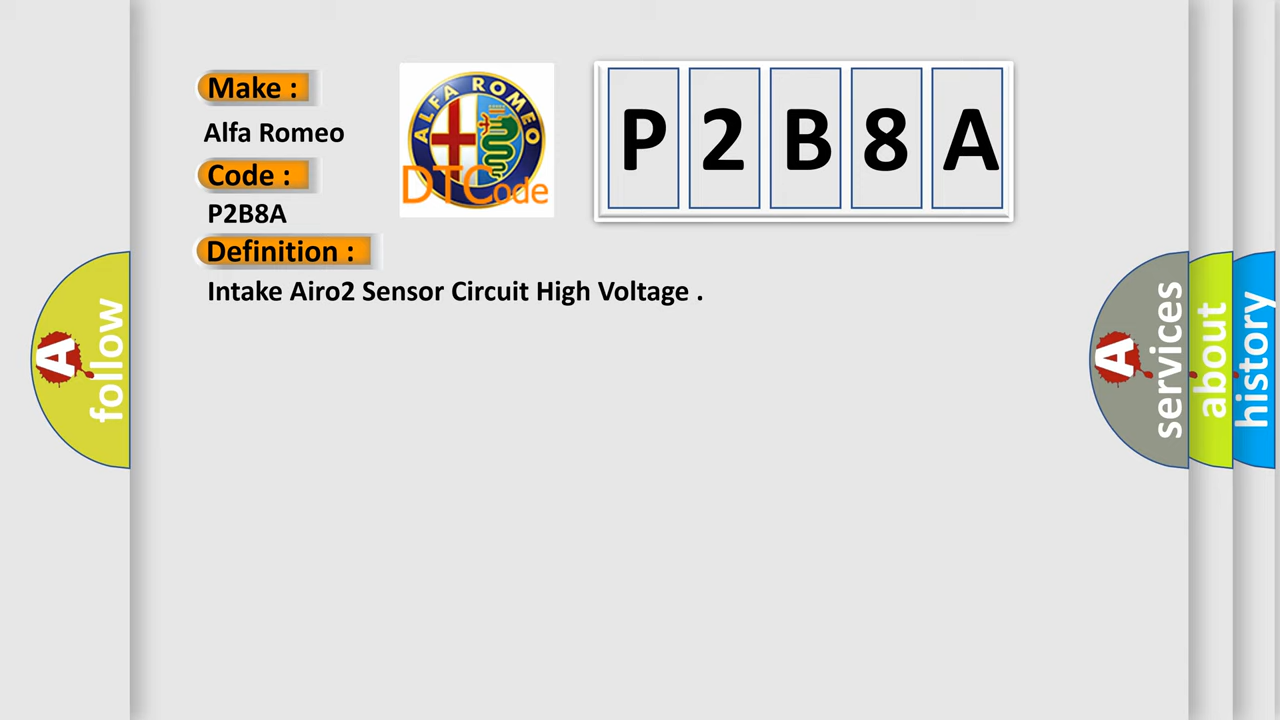 Make :
Alfa Romeo
Code :
P2B8A
Definition :
Intake Airo2 Sensor Circuit High Voltage .
ALFA ROMEO
DTCode
P 2 B 8 A
A follow
A services
about
history